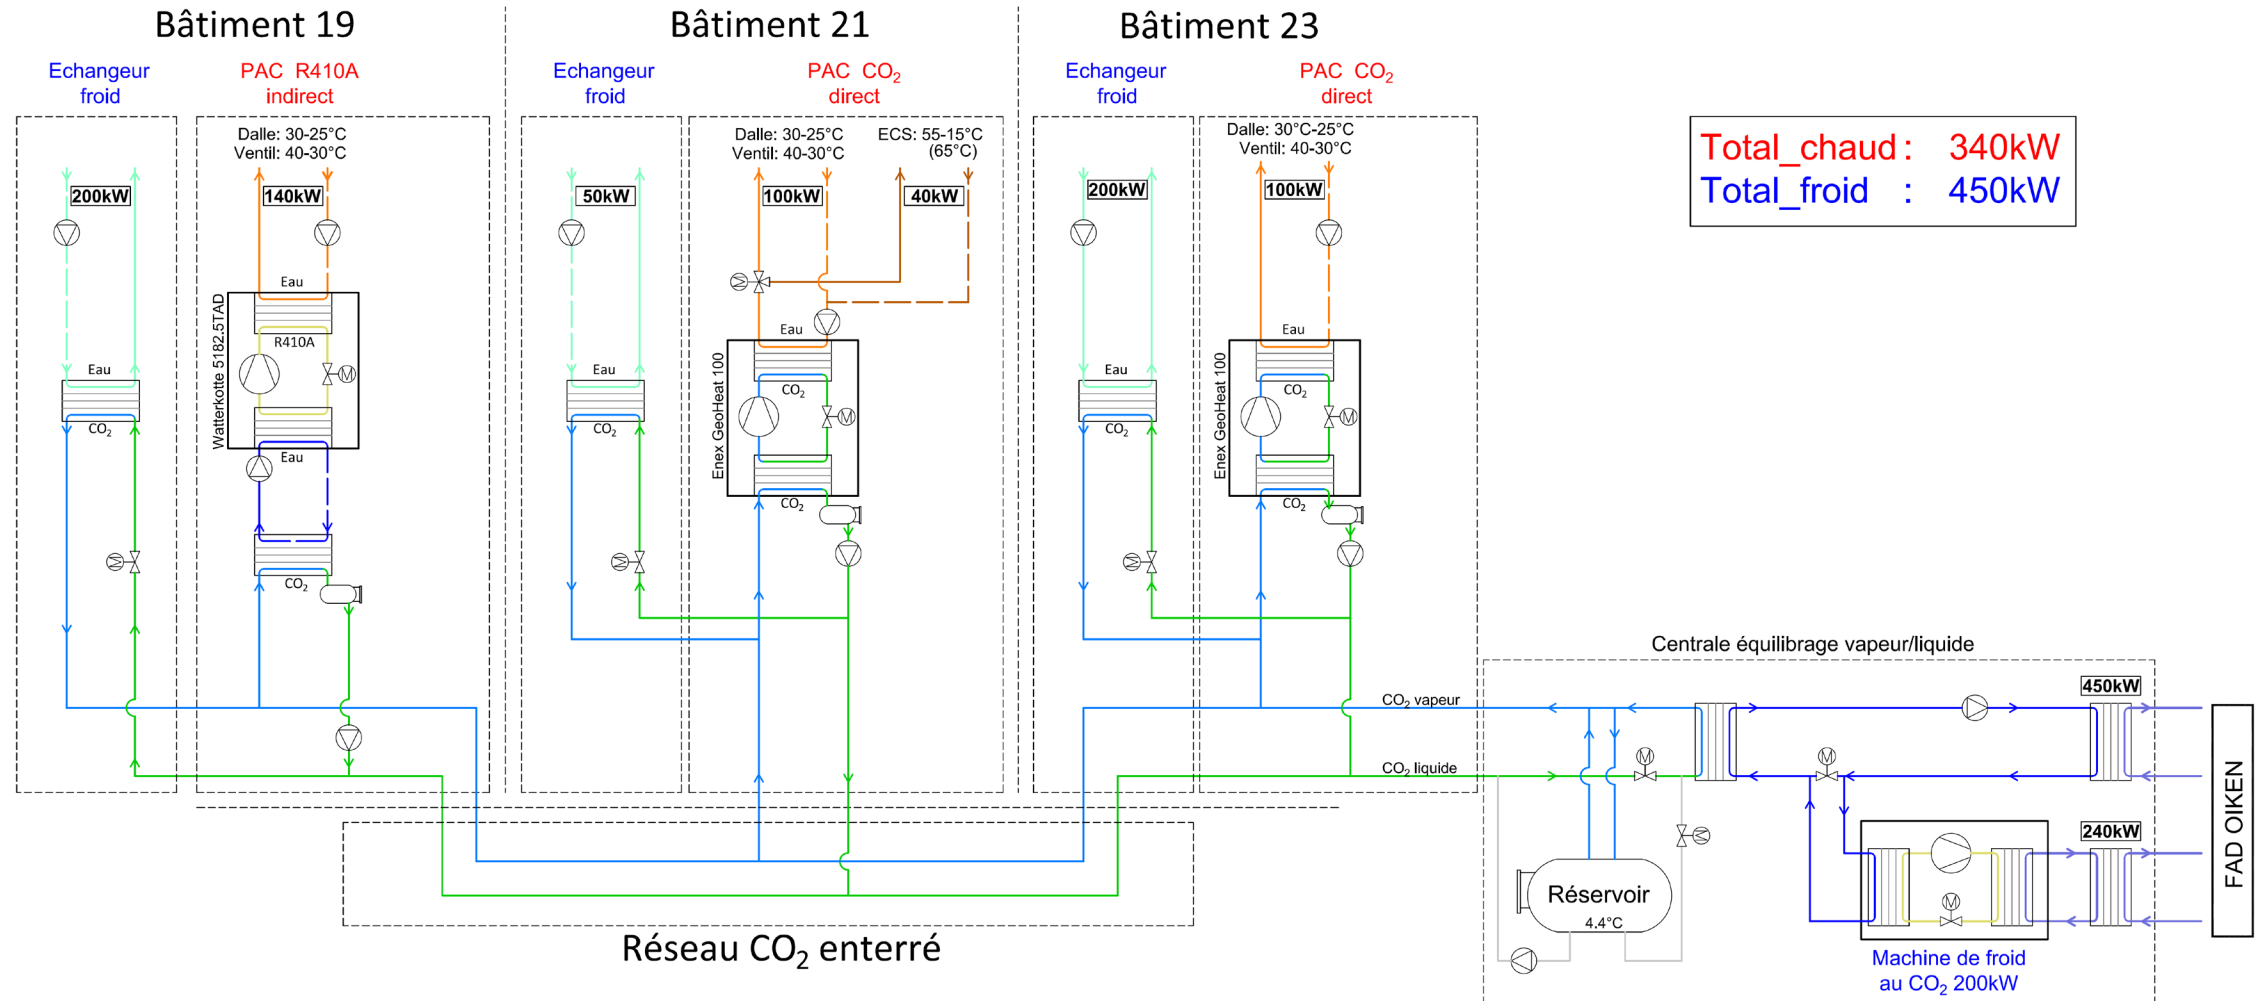 Bâtiment 19
Bâtiment 21
Bâtiment 23
Echangeur
froid
PAC R410A
indirect
Echangeur
froid
PAC CO₂
direct
Echangeur
froid
PAC CO₂
direct
Dalle: 30-25°C
Ventil: 40-30°C
Dalle: 30-25°C
Ventil: 40-30°C
ECS: 55-15°C
(65°C)
Dalle: 30°C-25°C
Ventil: 40-30°C
Total_chaud : 340kW
Total_froid : 450kW
200kW
140kW
50kW
100kW
40kW
200kW
100kW
Eau
R410A
Eau
Watterkotte 5182.5TAD
M
Eau
CO₂
M
CO₂
M
Eau
CO₂
M
Eau
CO₂
CO₂
Enex GeoHeat 100
M
M
Eau
CO₂
M
Eau
CO₂
CO₂
Enex GeoHeat 100
M
Centrale équilibrage vapeur/liquide
CO₂ vapeur
CO₂ liquide
450kW
240kW
M
M
M
M
Réservoir
4.4°C
FAD OIKEN
Machine de froid
au CO₂ 200kW
Réseau CO₂ enterré